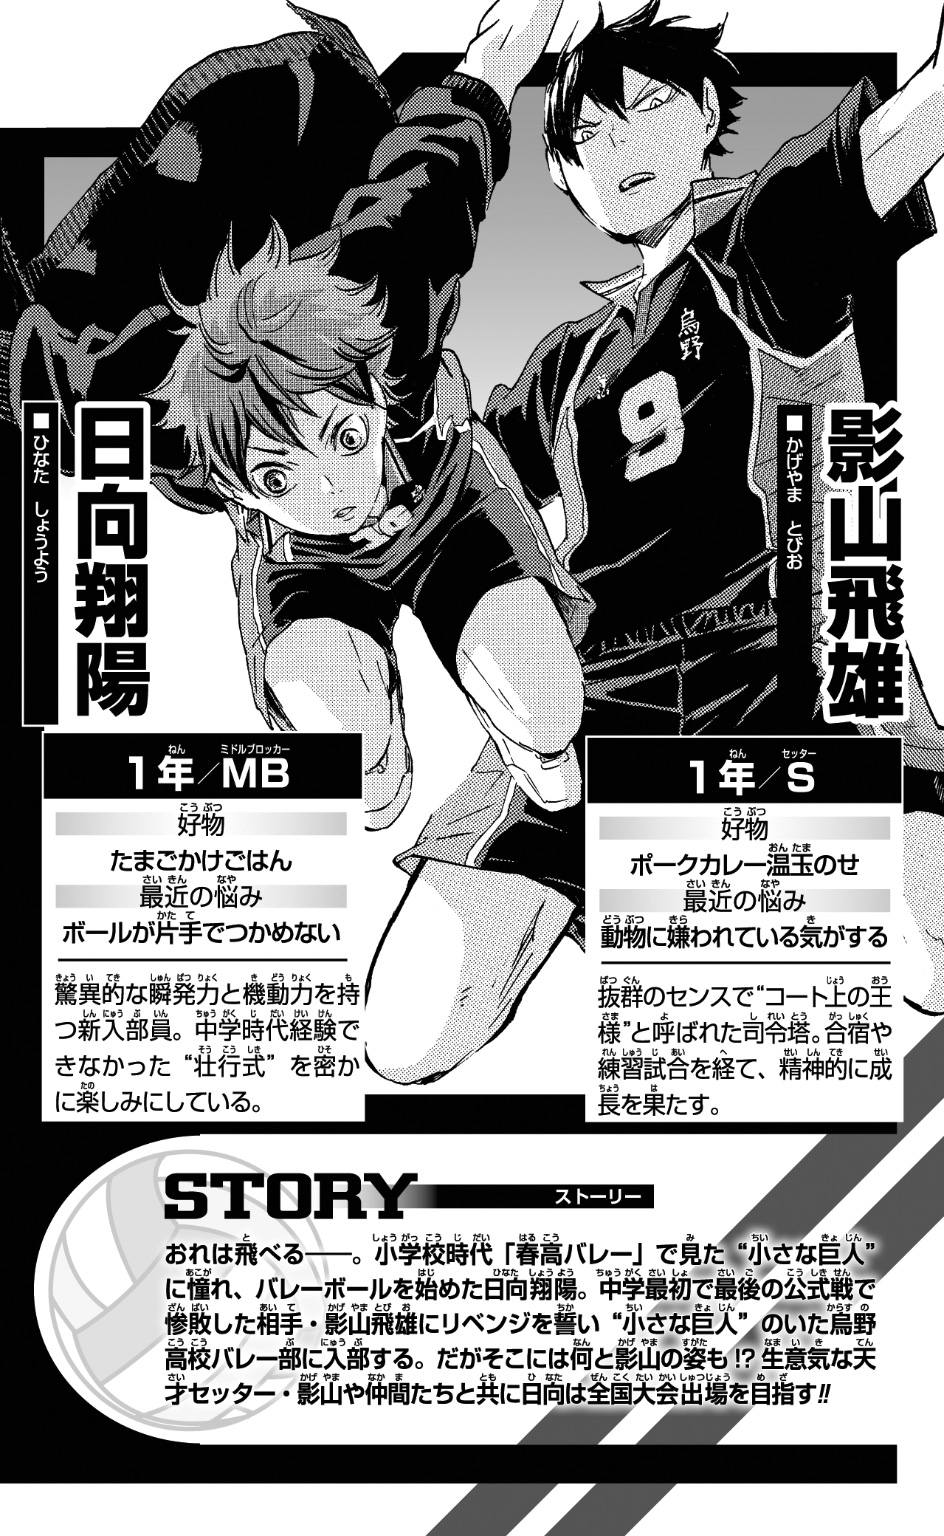 烏野
9
影山飛雄
■かげやま とびお
日向翔陽
■ひなた しょうよう
1年/MB
好物
たまごかけごはん
最近の悩み
ボールが片手でつかめない
驚異的な瞬発力と機動力を持
つ新入部員。中学時代経験で
きなかった“壮行式”を密か
に楽しみにしている。
1年/S
好物
ポークカレー温玉のせ
最近の悩み
動物に嫌われている気がする
抜群のセンスで“コート上の王
様”と呼ばれた司令塔。合宿や
練習試合を経て、精神的に成
長を果たす。
STORY ストーリー
おれは飛べる――。小学校時代「春高バレー」で見た“小さな巨人”
に憧れ、バレーボールを始めた日向翔陽。中学最初で最後の公式戦で
惨敗した相手・影山飛雄にリベンジを誓い“小さな巨人”のいた烏野
高校バレー部に入部する。だがそこには何と影山の姿も!?生意気な天
才セッター・影山や仲間たちと共に日向は全国大会出場を目指す!!